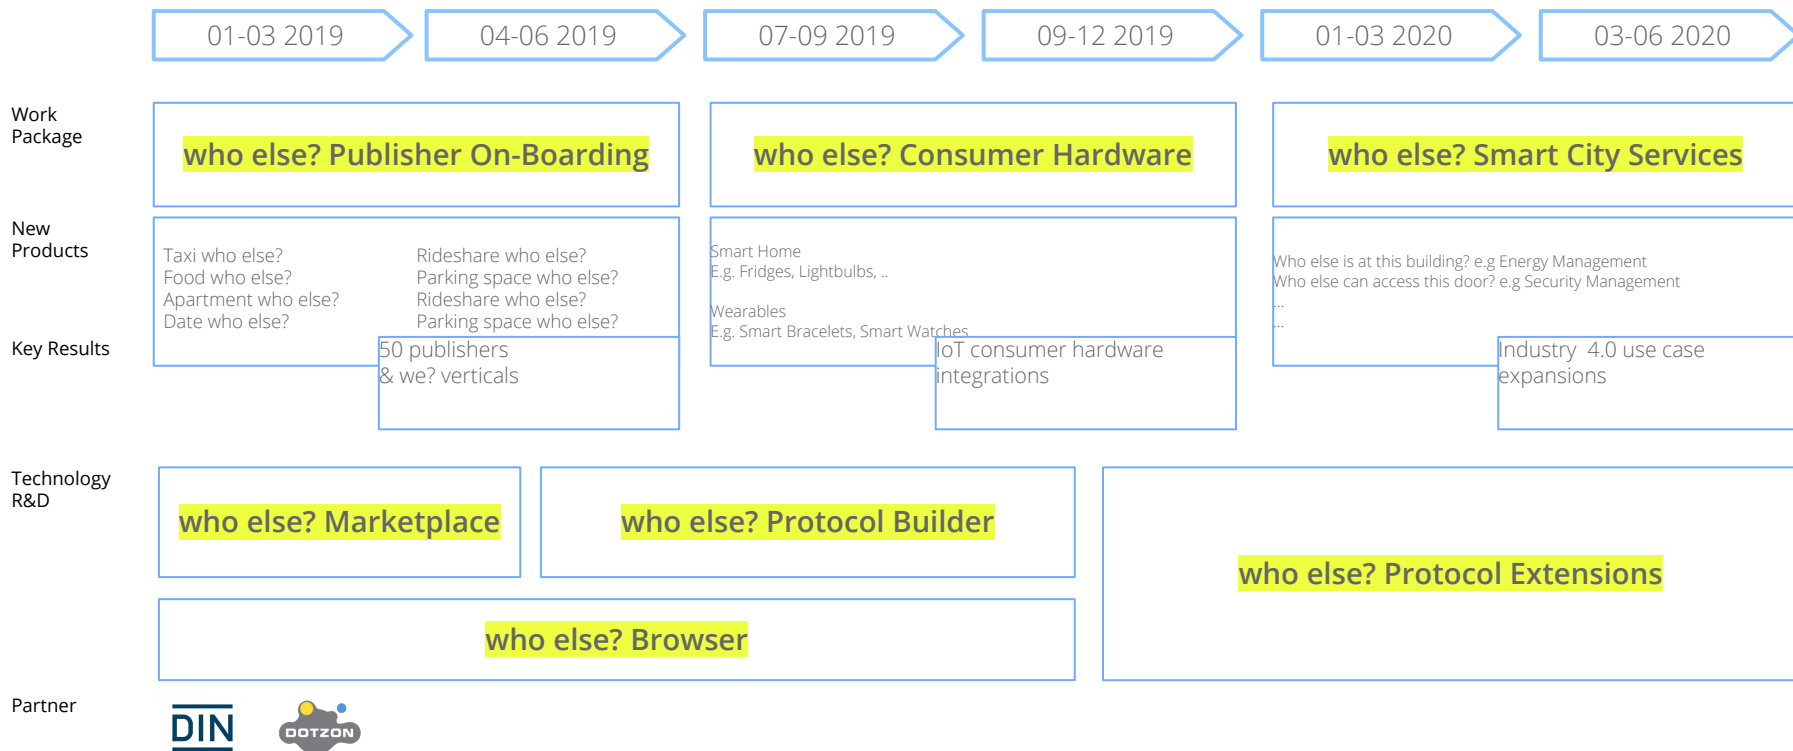 01-03 2019
04-06 2019
07-09 2019
09-12 2019
01-03 2020
03-06 2020
Work
Package
who else? Publisher On-Boarding
who else? Consumer Hardware
who else? Smart City Services
New
Products
Taxi who else?
Food who else?
Apartment who else?
Date who else?
Rideshare who else?
Parking space who else?
Rideshare who else?
Parking space who else?
Smart Home
E.g. Fridges, Lightbulbs, ..
Wearables
E.g. Smart Bracelets, Smart Watches
Who else is at this building? e.g Energy Management
Who else can access this door? e.g Security Management
...
...
Key Results
50 publishers
& we? verticals
IoT consumer hardware
integrations
Industry 4.0 use case
expansions
Technology
R&D
who else? Marketplace
who else? Protocol Builder
who else? Protocol Extensions
who else? Browser
Partner
DIN
DOTZON